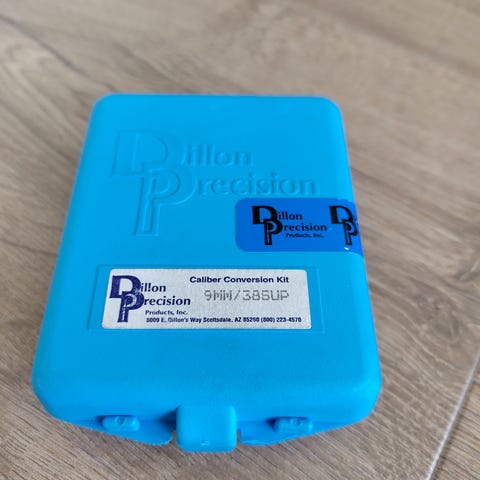 Dillon
Precision
Dillon
Precision
Products, Inc.
D
P
Caliber Conversion Kit
Dillon
Precision
9MM/38SUP
Products, Inc.
8009 E. Dillon's Way Scottsdale, AZ 85260 (800) 223-4570